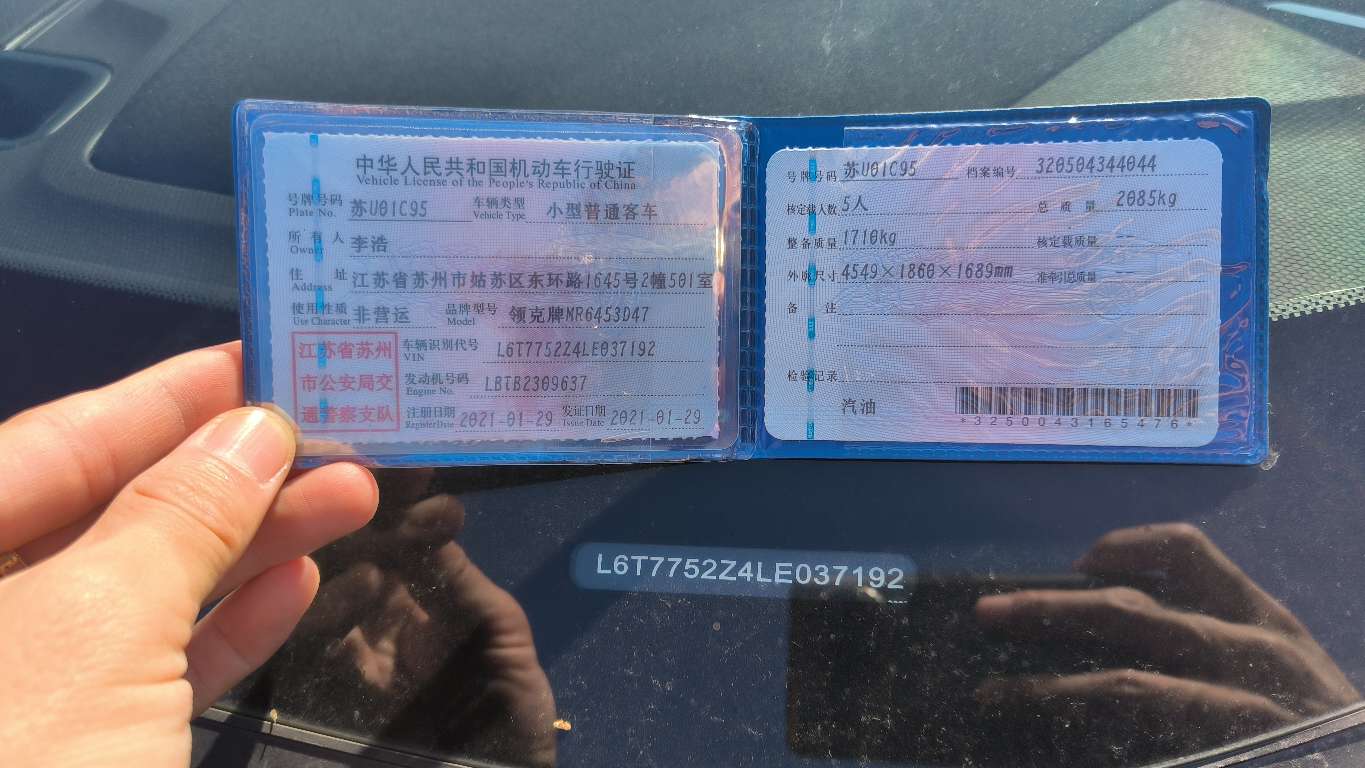 中华人民共和国机动车行驶证
Vehicle License of the People's Republic of China
号牌号码 苏U01C95 车辆类型 小型普通客车
Plate No. Vehicle Type
所有人 李浩
Owner
住址 江苏省苏州市姑苏区东环路1645号2幢501室
Address
使用性质 非营运 品牌型号 领克牌MR6453D47
Use Character Model
江苏省苏州
市公安局交
通警察支队
车辆识别代号 L6T7752Z4LE037192
VIN
发动机号码 LBTB2309637
Engine No.
注册日期 2021-01-29 发证日期 2021-01-29
Register Date Issue Date
号牌号码 苏U01C95 档案编号 320504344044
核定载人数 5人 总质量 2085kg
整备质量 1710kg 核定载质量 --
外廓尺寸 4549×1860×1689mm 准牵引总质量 --
备注
检验记录
汽油
*3250043165476*
L6T7752Z4LE037192